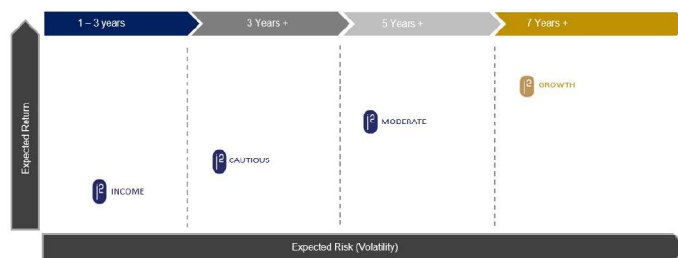 1 – 3 years
3 Years +
5 Years +
7 Years +
Expected Return
GROWTH
MODERATE
CAUTIOUS
INCOME
Expected Risk (Volatility)